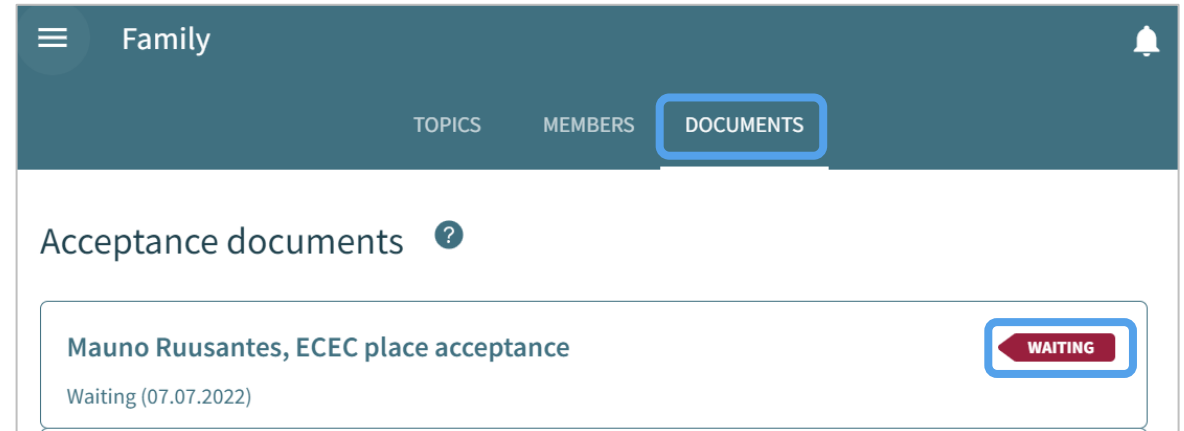 Family
TOPICS MEMBERS DOCUMENTS
Acceptance documents ?
Mauno Ruusantes, ECEC place acceptance
WAITING
Waiting (07.07.2022)